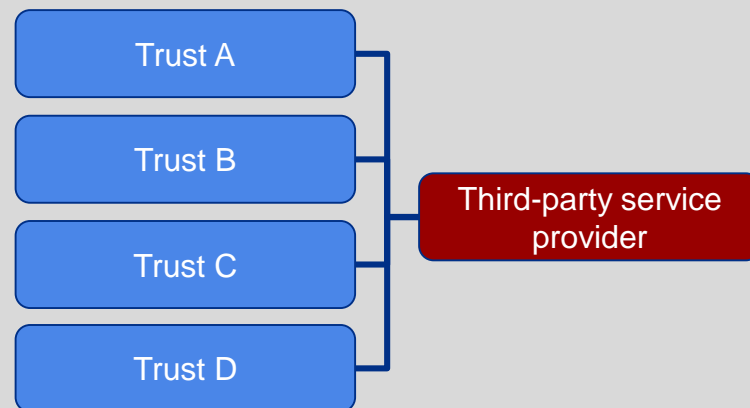 Trust A
Trust B
Trust C
Trust D
Third-party service
provider